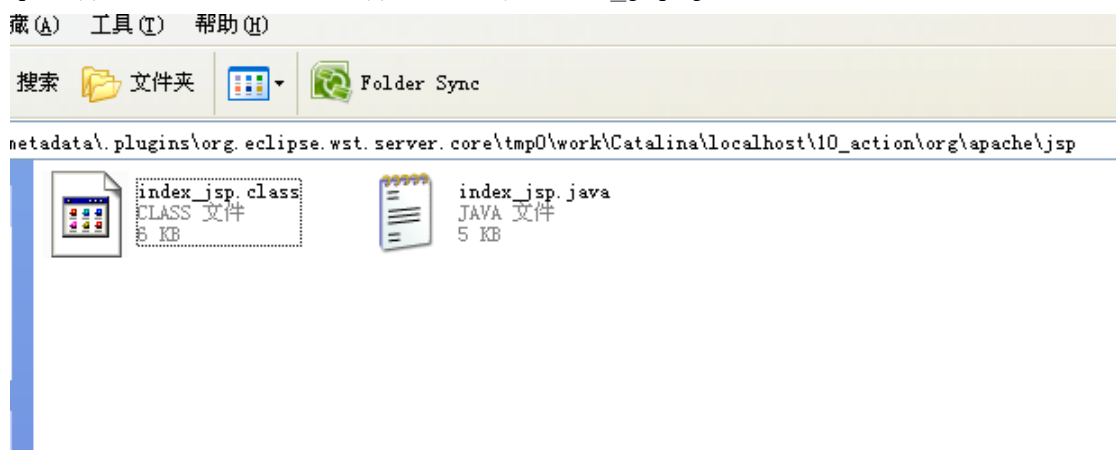 藏(A) 工具(T) 帮助(H)
搜索 文件夹 Folder Sync
metadata\.plugins\org.eclipse.wst.server.core\tmp0\work\Catalina\localhost\10_action\org\apache\jsp
index_jsp.class index_jsp.java
CLASS 文件 JAVA 文件
6 KB 5 KB